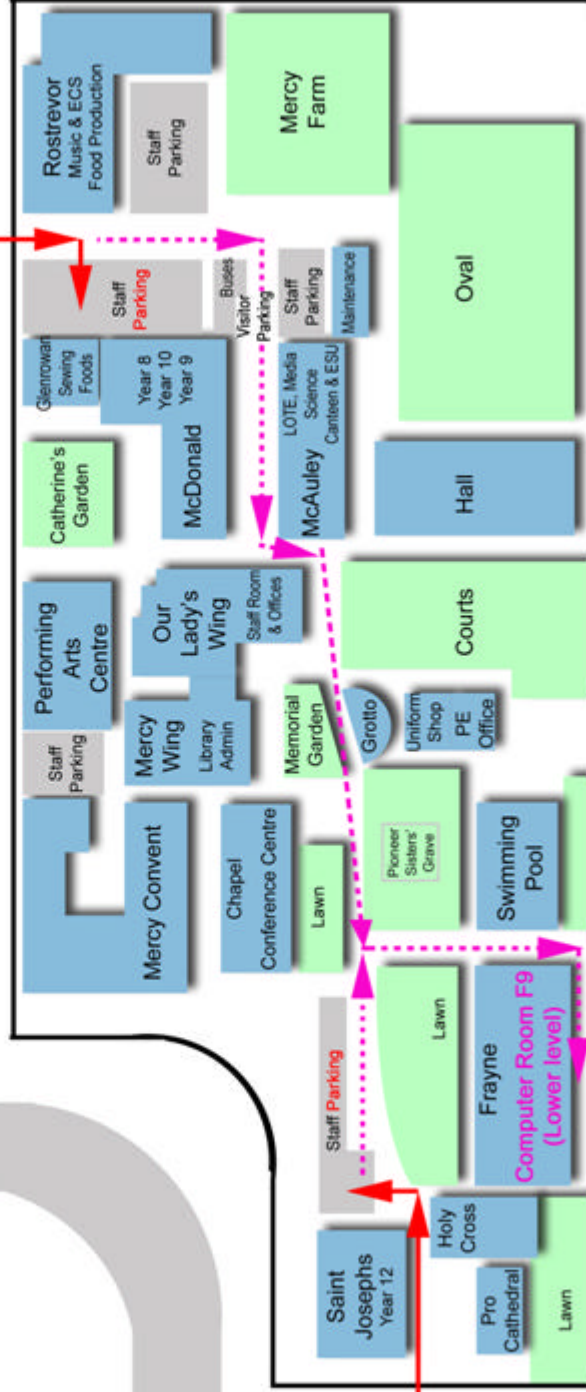 Rostrevor
Music & ECS
Food Production
Staff
Parking
Mercy
Farm
Staff
Parking
Buses
Visitor
Parking
Staff
Parking
Maintenance
Oval
Glenrowan
Sewing
Foods
Year 8
Year 10
Year 9
McDonald
LOTE, Media
Science
Canteen & ESU
McAuley
Hall
Catherine's
Garden
Performing
Arts
Centre
Our
Lady's
Wing
Staff Room
& Offices
Courts
Staff
Parking
Mercy
Wing
Library
Admin
Memorial
Garden
Grotto
Uniform
Shop
PE
Office
Mercy Convent
Chapel
Conference Centre
Lawn
Pioneer
Sisters'
Grave
Swimming
Pool
Staff Parking
Lawn
Frayne
Computer Room F9
(Lower level)
Saint
Josephs
Year 12
Holy
Cross
Pro
Cathedral
Lawn